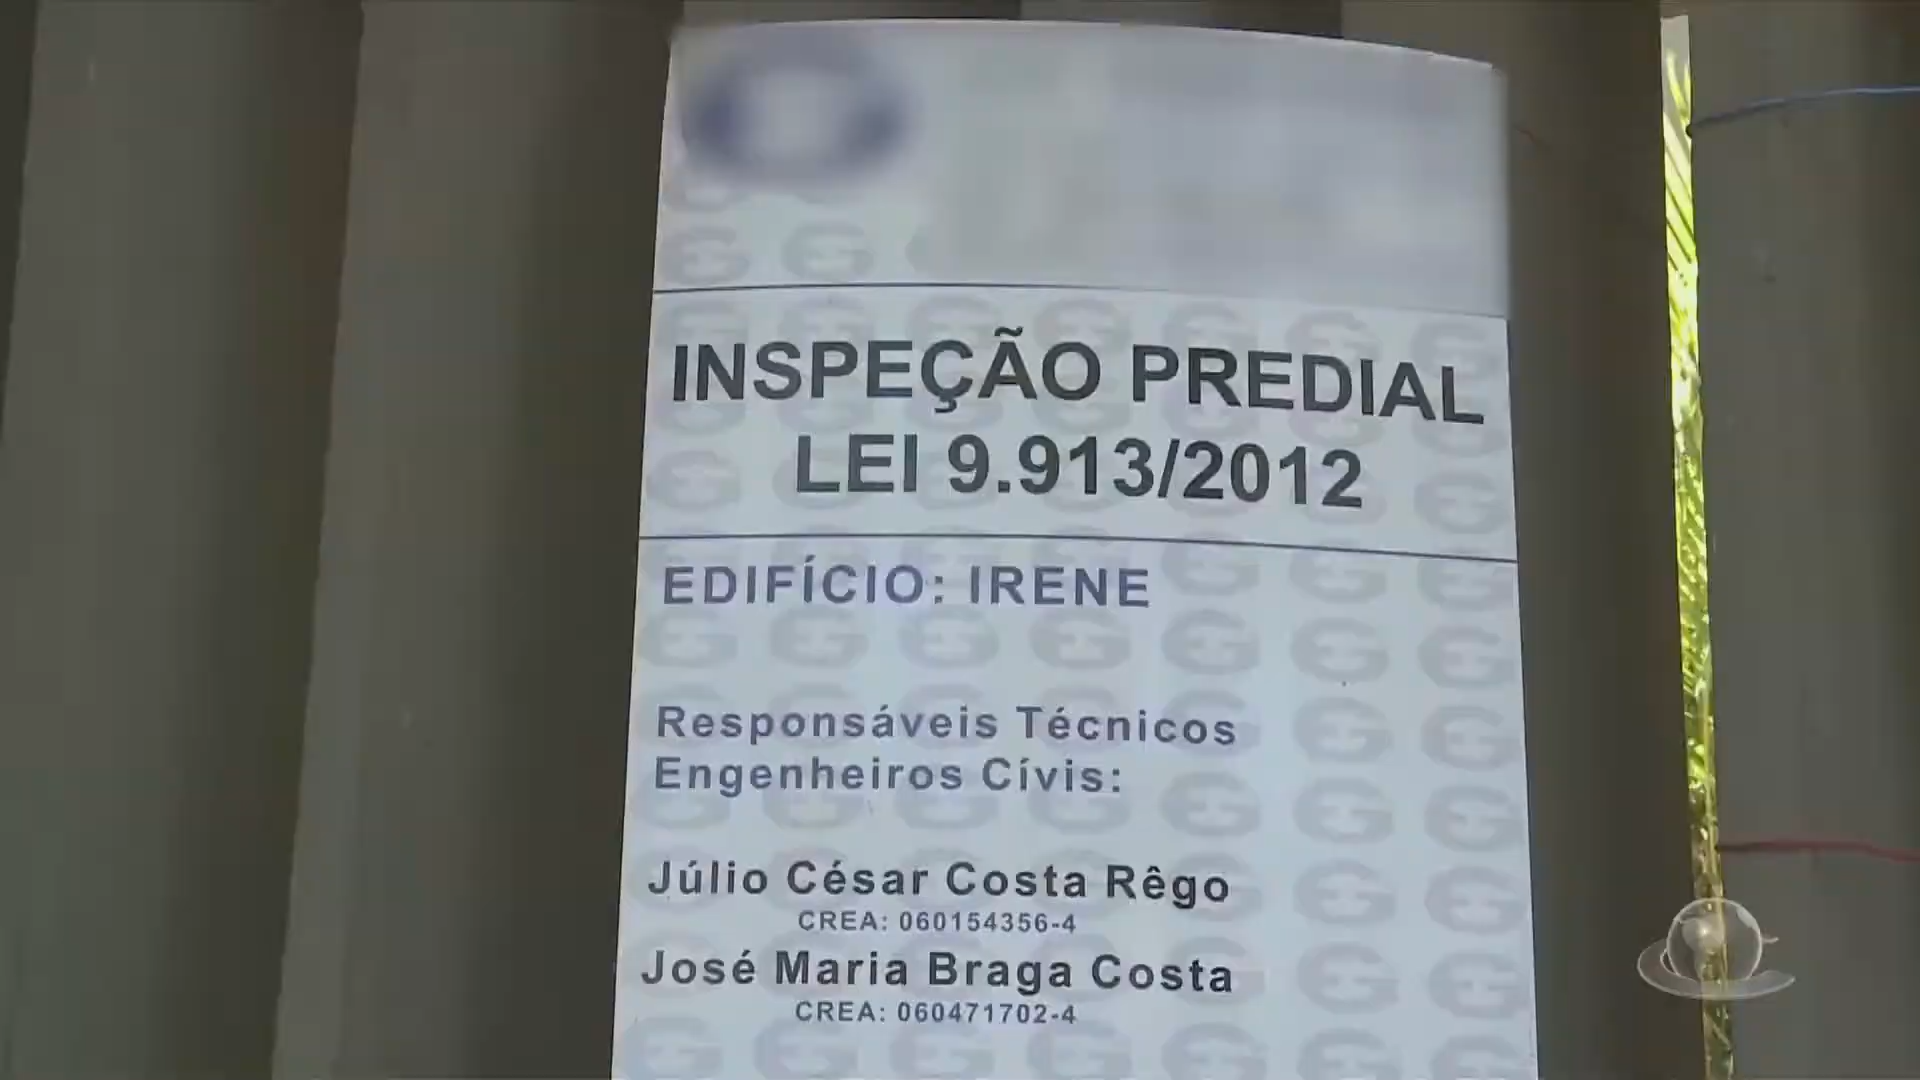 INSPEÇÃO PREDIAL
LEI 9.913/2012
EDIFÍCIO: IRENE
Responsáveis Técnicos
Engenheiros Cívis:
Júlio César Costa Rêgo
CREA: 060154356-4
José Maria Braga Costa
CREA: 060471702-4